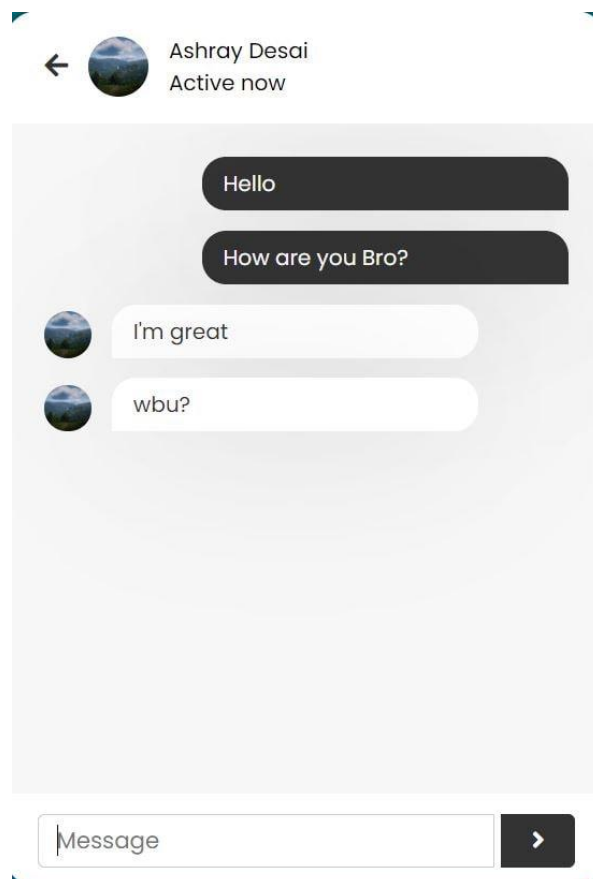 Ashray Desai
Active now
Hello
How are you Bro?
I'm great
wbu?
Message